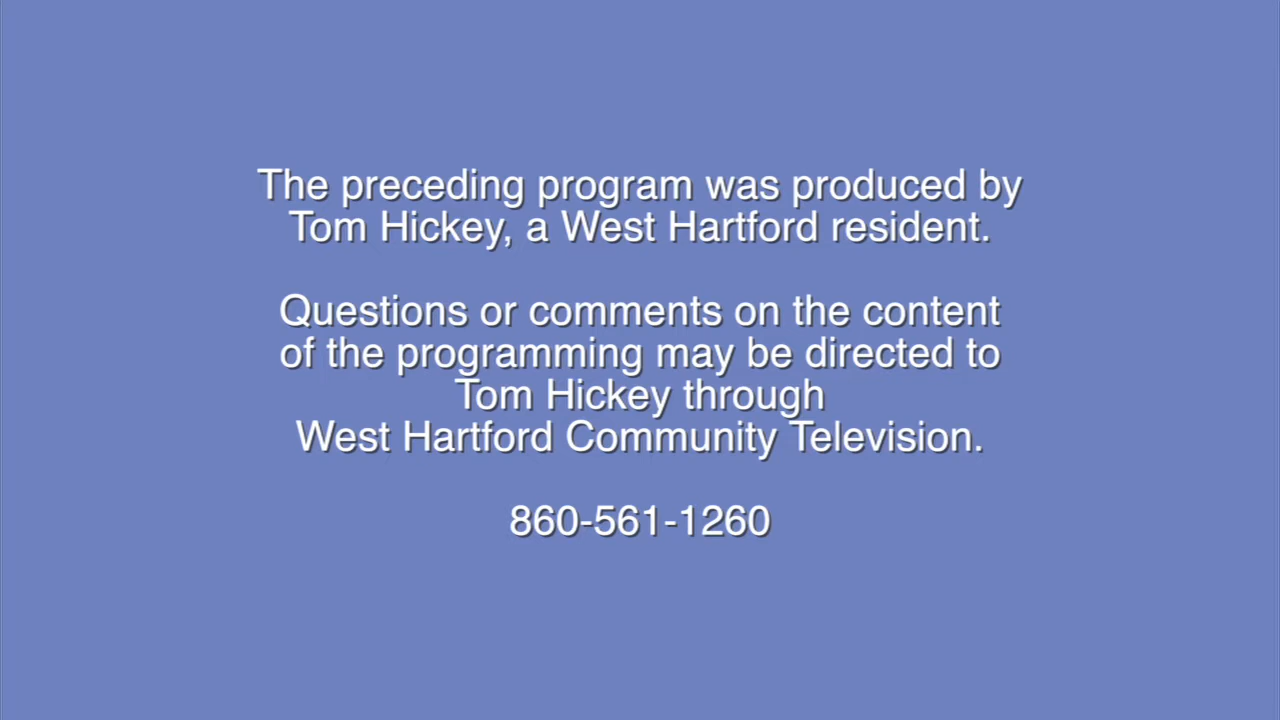 The preceding program was produced by
Tom Hickey, a West Hartford resident.
Questions or comments on the content
of the programming may be directed to
Tom Hickey through
West Hartford Community Television.
860-561-1260